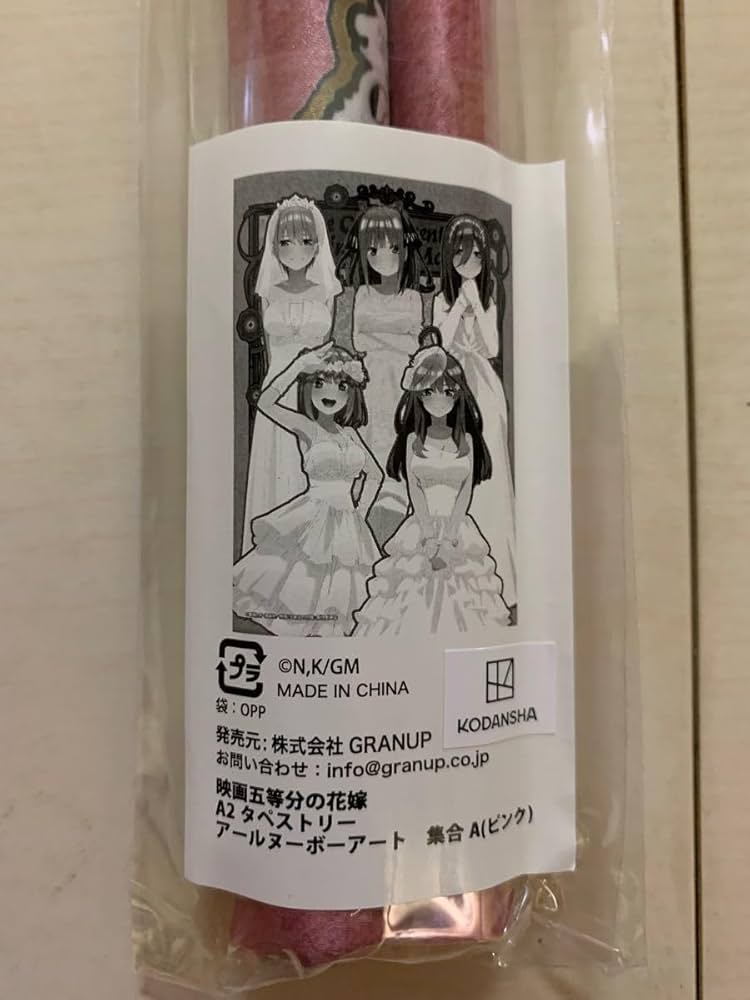 プラ
©N,K/GM
MADE IN CHINA
袋：OPP
KODANSHA
発売元：株式会社 GRANUP
お問い合わせ：info@granup.co.jp
映画五等分の花嫁
A2 タペストリー
アールヌーボーアート　集合 A(ピンク)